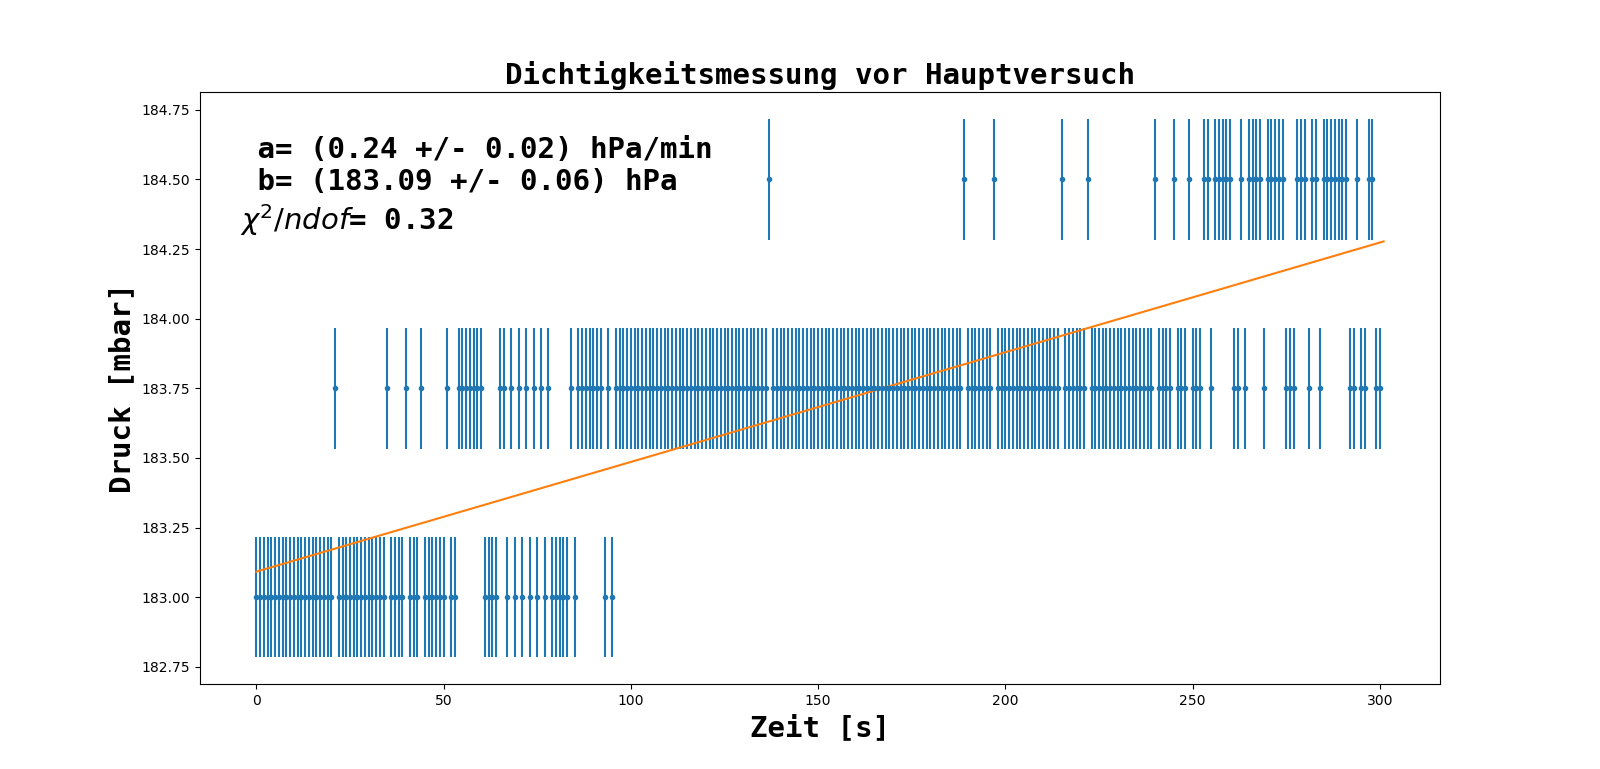 Dichtigkeitsmessung vor Hauptversuch
a= (0.24 +/- 0.02) hPa/min
b= (183.09 +/- 0.06) hPa
χ²/ndof= 0.32
Druck [mbar]
184.75
184.50
184.25
184.00
183.75
183.50
183.25
183.00
182.75
0 50 100 150 200 250 300
Zeit [s]